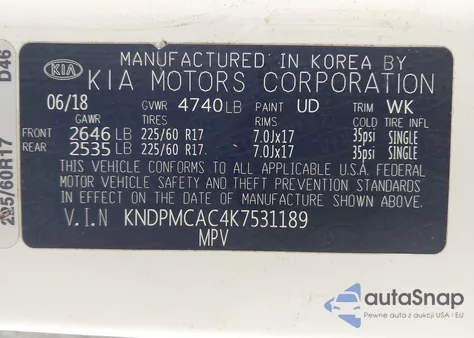 MANUFACTURED IN KOREA BY
KIA KIA MOTORS CORPORATION
06/18 GVWR 4740 LB PAINT UD TRIM WK
GAWR TIRES RIMS COLD TIRE INFL
FRONT 2646 LB 225/60 R17 7.0Jx17 35psi SINGLE
REAR 2535 LB 225/60 R17. 7.0Jx17 35psi SINGLE
THIS VEHICLE CONFORMS TO ALL APPLICABLE U.S.A. FEDERAL
MOTOR VEHICLE SAFETY AND THEFT PREVENTION STANDARDS
IN EFFECT ON THE DATE OF MANUFACTURE SHOWN ABOVE.
V.I.N KNDPMCAC4K7531189
MPV
D46
autoSnap
Pewne auta z aukcji USA i EU